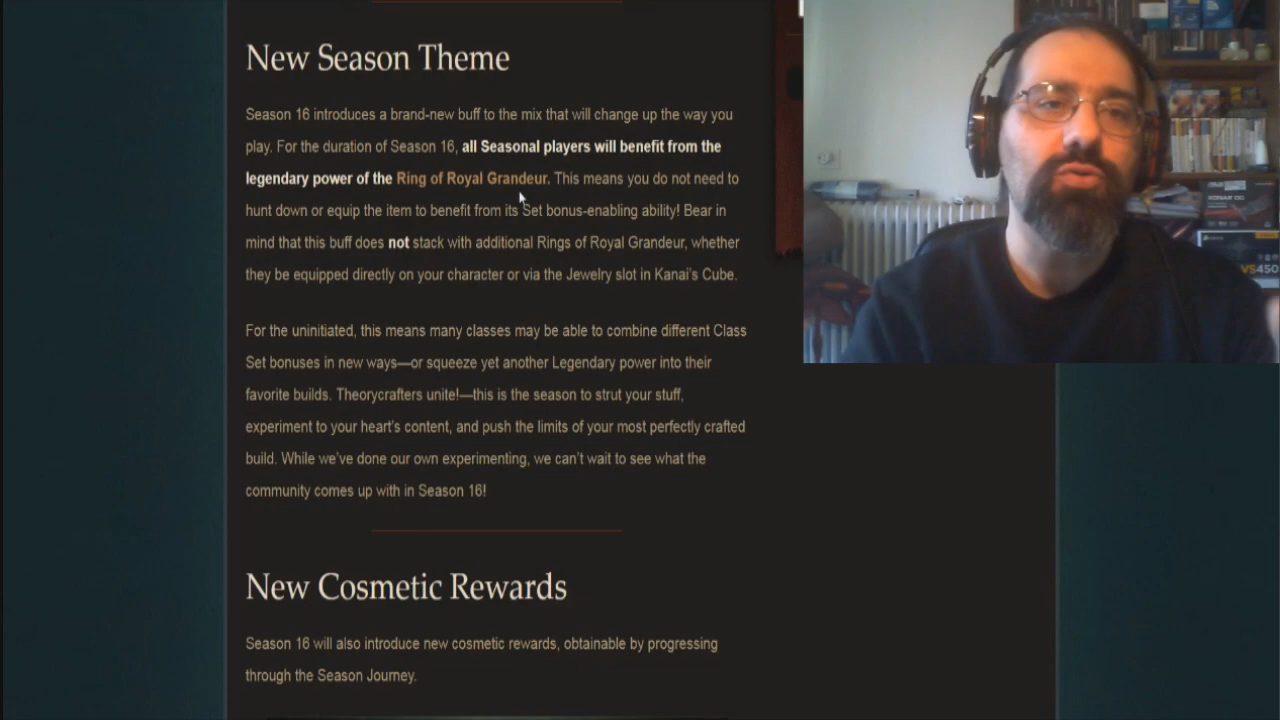 New Season Theme
Season 16 introduces a brand-new buff to the mix that will change up the way you
play. For the duration of Season 16, all Seasonal players will benefit from the
legendary power of the Ring of Royal Grandeur. This means you do not need to
hunt down or equip the item to benefit from its Set bonus-enabling ability! Bear in
mind that this buff does not stack with additional Rings of Royal Grandeur, whether
they be equipped directly on your character or via the Jewelry slot in Kanai's Cube.
For the uninitiated, this means many classes may be able to combine different Class
Set bonuses in new ways—or squeeze yet another Legendary power into their
favorite builds. Theorycrafters unite!—this is the season to strut your stuff,
experiment to your heart's content, and push the limits of your most perfectly crafted
build. While we've done our own experimenting, we can't wait to see what the
community comes up with in Season 16!
New Cosmetic Rewards
Season 16 will also introduce new cosmetic rewards, obtainable by progressing
through the Season Journey.
VS450